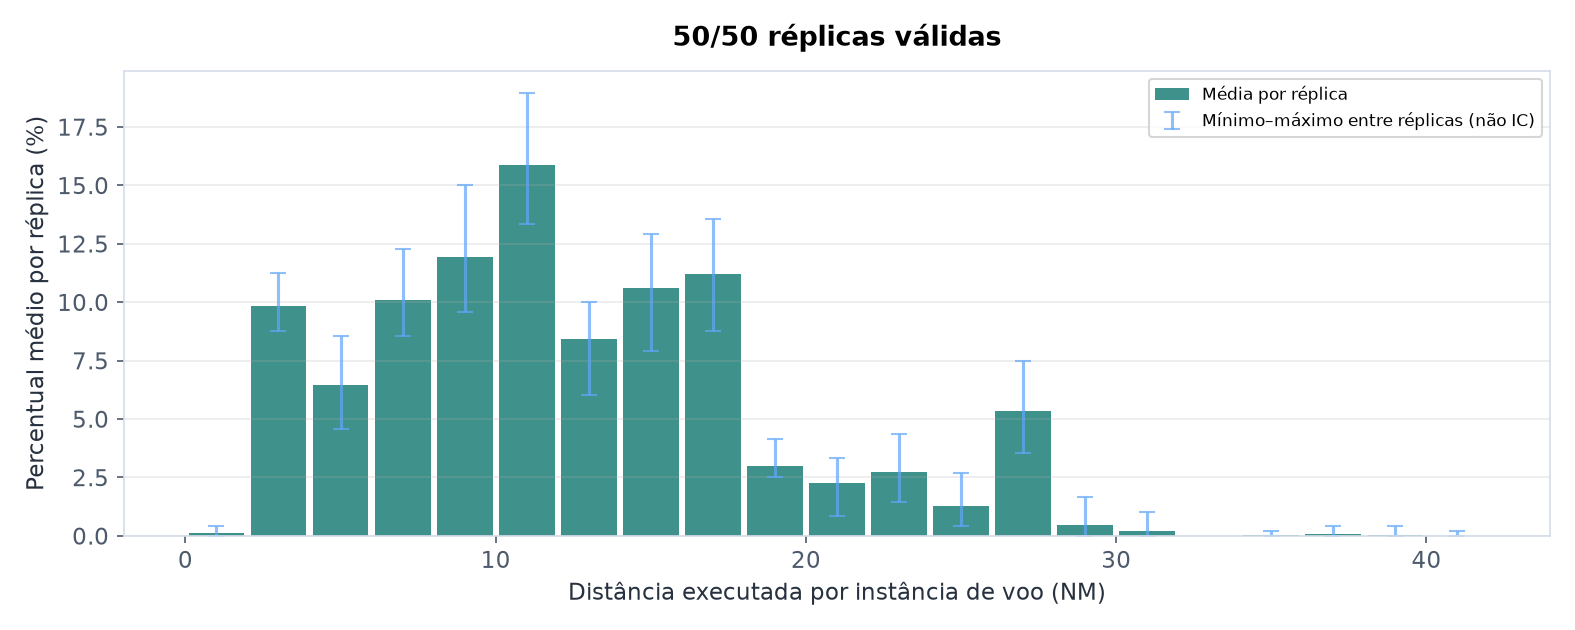 50/50 réplicas válidas
Média por réplica
Mínimo–máximo entre réplicas (não IC)
Percentual médio por réplica (%)
17.5
15.0
12.5
10.0
7.5
5.0
2.5
0.0
0 10 20 30 40
Distância executada por instância de voo (NM)